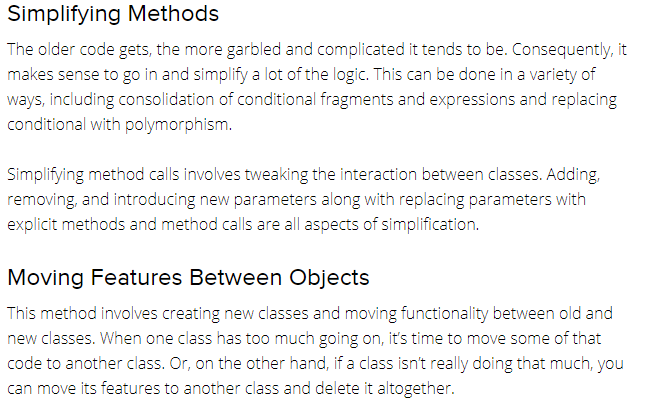 Simplifying Methods
The older code gets, the more garbled and complicated it tends to be. Consequently, it
makes sense to go in and simplify a lot of the logic. This can be done in a variety of
ways, including consolidation of conditional fragments and expressions and replacing
conditional with polymorphism.
Simplifying method calls involves tweaking the interaction between classes. Adding,
removing, and introducing new parameters along with replacing parameters with
explicit methods and method calls are all aspects of simplification.
Moving Features Between Objects
This method involves creating new classes and moving functionality between old and
new classes. When one class has too much going on, it’s time to move some of that
code to another class. Or, on the other hand, if a class isn’t really doing that much, you
can move its features to another class and delete it altogether.